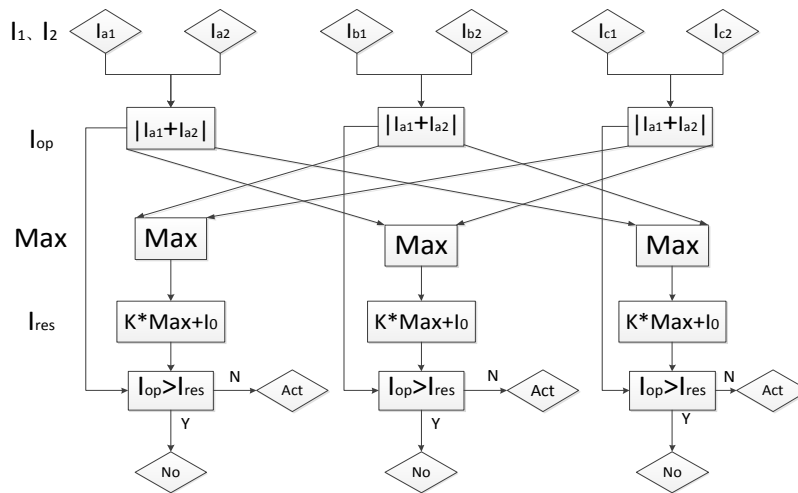 I1、I2 Ia1 Ia2 Ib1 Ib2 Ic1 Ic2
Iop |Ia1+Ia2| |Ia1+Ia2| |Ia1+Ia2|
Max Max Max Max
Ires K*Max+I0 K*Max+I0 K*Max+I0
Iop>Ires N Act Iop>Ires N Act Iop>Ires N Act
Y Y Y
No No No